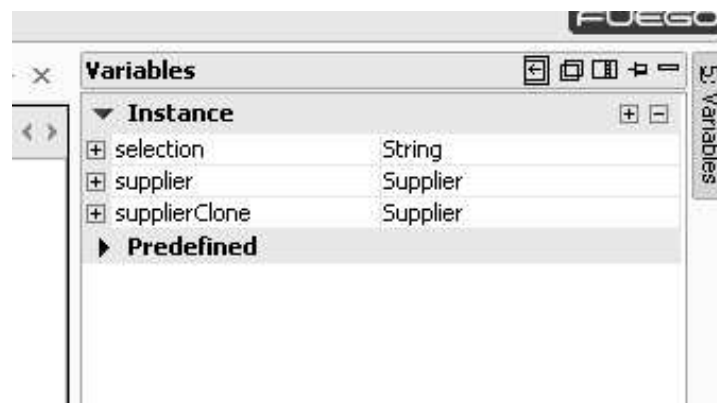 FUEGO
Variables
Instance
selection String
supplier Supplier
supplierClone Supplier
Predefined
Variables